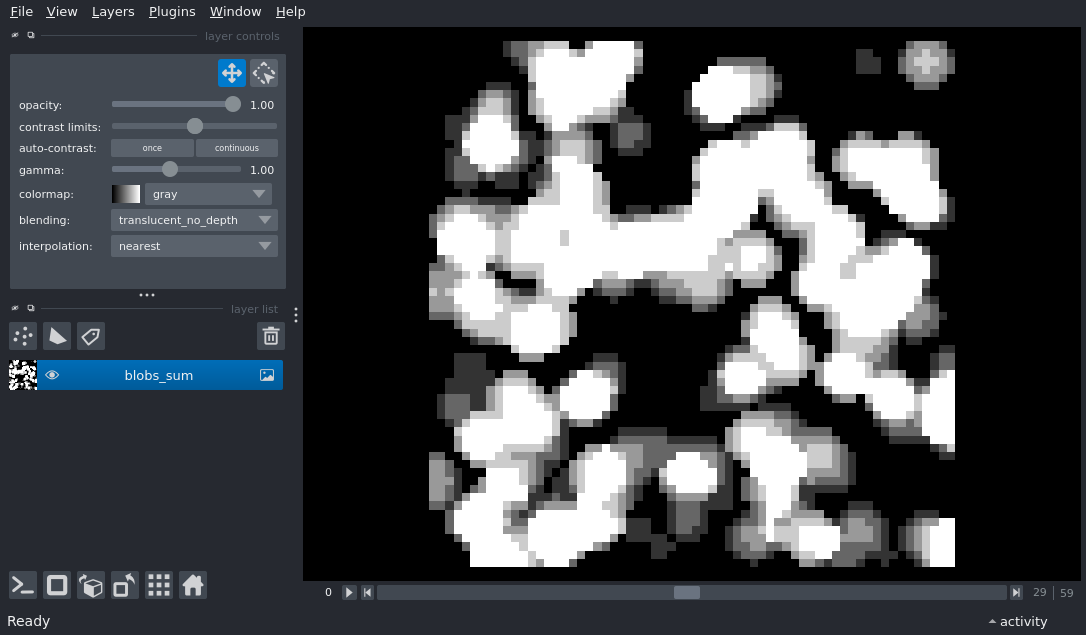 File View Layers Plugins Window Help
layer controls
opacity: 1.00
contrast limits:
auto-contrast: once continuous
gamma: 1.00
colormap: gray
blending: translucent_no_depth
interpolation: nearest
layer list
blobs_sum
0 29 59
Ready activity